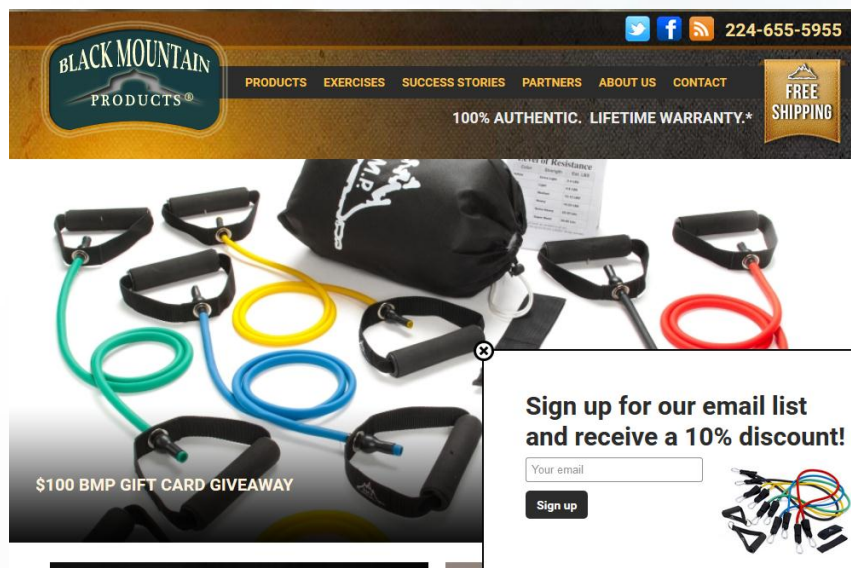 224-655-5955
BLACK MOUNTAIN
PRODUCTS®
PRODUCTS EXERCISES SUCCESS STORIES PARTNERS ABOUT US CONTACT
FREE
SHIPPING
100% AUTHENTIC. LIFETIME WARRANTY.*
Level of Resistance
M.P.
Sign up for our email list
and receive a 10% discount!
Your email
Sign up
$100 BMP GIFT CARD GIVEAWAY